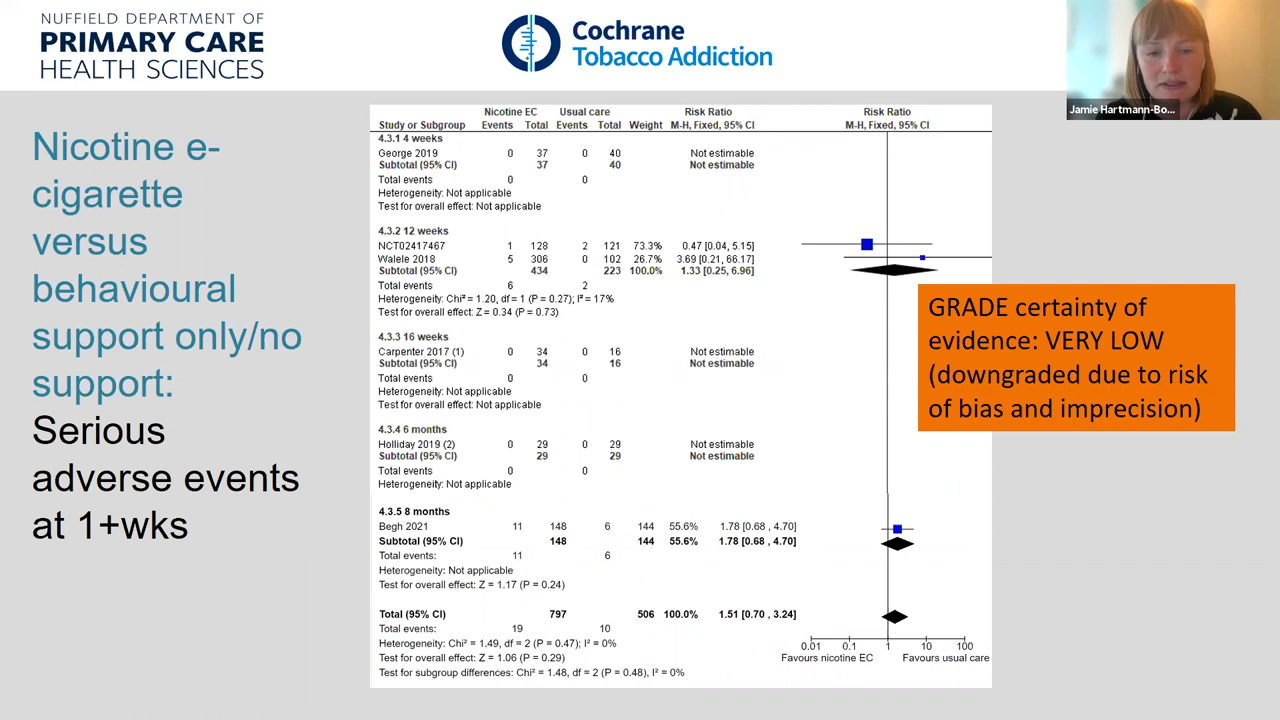 NUFFIELD DEPARTMENT OF
PRIMARY CARE
HEALTH SCIENCES
Cochrane
Tobacco Addiction
Jamie Hartmann-Bo...
Nicotine e-
cigarette
versus
behavioural
support only/no
support:
Serious
adverse events
at 1+wks
Nicotine EC Usual care Risk Ratio Risk Ratio
Study or Subgroup Events Total Events Total Weight M-H, Fixed, 95% CI M-H, Fixed, 95% CI
4.3.1 4 weeks
George 2019 0 37 0 40 Not estimable
Subtotal (95% CI) 37 40 Not estimable
Total events 0 0
Heterogeneity: Not applicable
Test for overall effect: Not applicable
4.3.2 12 weeks
NCT02417467 1 128 2 121 73.3% 0.47 [0.04, 5.15]
Walele 2018 5 306 0 102 26.7% 3.69 [0.21, 66.17]
Subtotal (95% CI) 434 223 100.0% 1.33 [0.25, 6.96]
Total events 6 2
Heterogeneity: Chi² = 1.20, df = 1 (P = 0.27); I² = 17%
Test for overall effect: Z = 0.34 (P = 0.73)
4.3.3 16 weeks
Carpenter 2017 (1) 0 34 0 16 Not estimable
Subtotal (95% CI) 34 16 Not estimable
Total events 0 0
Heterogeneity: Not applicable
Test for overall effect: Not applicable
4.3.4 6 months
Holliday 2019 (2) 0 29 0 29 Not estimable
Subtotal (95% CI) 29 29 Not estimable
Total events 0 0
Heterogeneity: Not applicable
4.3.5 8 months
Begh 2021 11 148 6 144 55.6% 1.78 [0.68 , 4.70]
Subtotal (95% CI) 148 144 55.6% 1.78 [0.68 , 4.70]
Total events: 11 6
Heterogeneity: Not applicable
Test for overall effect: Z = 1.17 (P = 0.24)
Total (95% CI) 797 506 100.0% 1.51 [0.70 , 3.24]
Total events: 19 10
Heterogeneity: Chi² = 1.49, df = 2 (P = 0.47); I² = 0%
Test for overall effect: Z = 1.06 (P = 0.29)
Test for subgroup differences: Chi² = 1.48, df = 2 (P = 0.48), I² = 0%
0.01 0.1 1 10 100
Favours nicotine EC Favours usual care
GRADE certainty of
evidence: VERY LOW
(downgraded due to risk
of bias and imprecision)